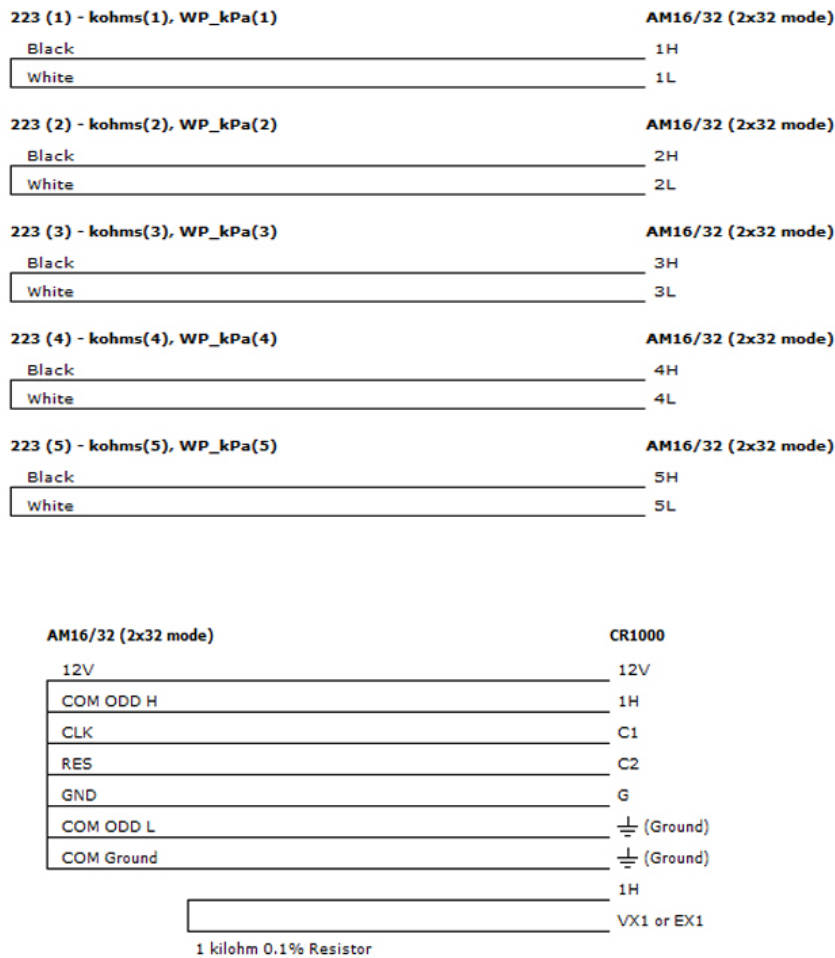 223 (1) - kohms(1), WP_kPa(1) AM16/32 (2x32 mode)
Black 1H
White 1L
223 (2) - kohms(2), WP_kPa(2) AM16/32 (2x32 mode)
Black 2H
White 2L
223 (3) - kohms(3), WP_kPa(3) AM16/32 (2x32 mode)
Black 3H
White 3L
223 (4) - kohms(4), WP_kPa(4) AM16/32 (2x32 mode)
Black 4H
White 4L
223 (5) - kohms(5), WP_kPa(5) AM16/32 (2x32 mode)
Black 5H
White 5L
AM16/32 (2x32 mode) CR1000
12V 12V
COM ODD H 1H
CLK C1
RES C2
GND G
COM ODD L (Ground)
COM Ground (Ground)
1H
VX1 or EX1
1 kilohm 0.1% Resistor